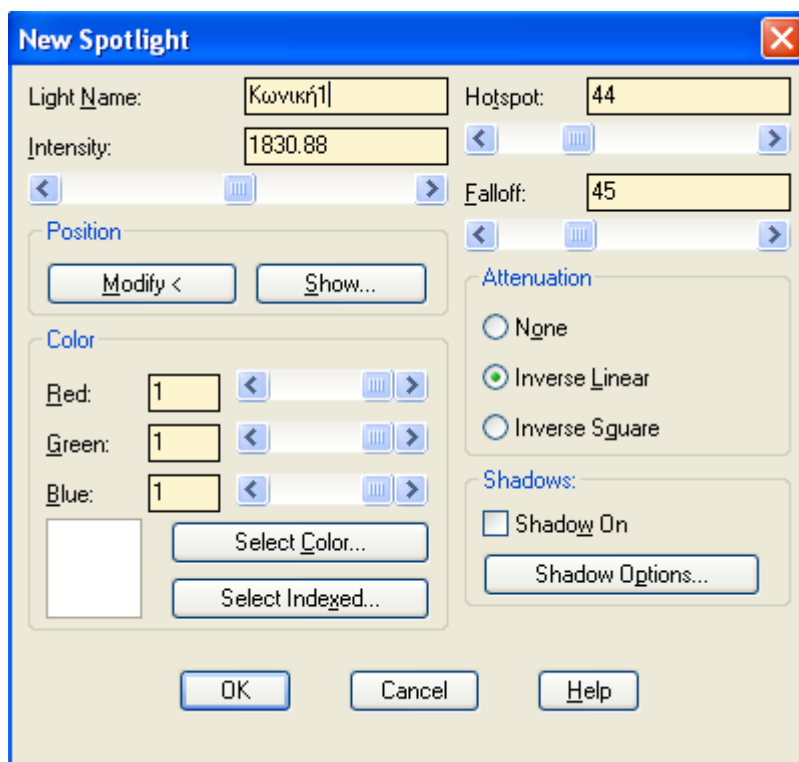 New Spotlight
Light Name: Κωνική1
Intensity: 1830.88
Position
Modify <
Show...
Color
Red: 1
Green: 1
Blue: 1
Select Color...
Select Indexed...
Hotspot: 44
Falloff: 45
Attenuation
None
Inverse Linear
Inverse Square
Shadows:
Shadow On
Shadow Options...
OK
Cancel
Help